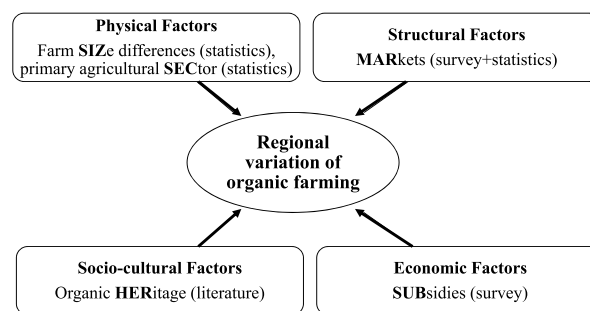 Physical Factors
Farm SIZe differences (statistics),
primary agricultural SECtor (statistics)
Structural Factors
MARkets (survey+statistics)
Regional
variation of
organic farming
Socio-cultural Factors
Organic HERitage (literature)
Economic Factors
SUBsidies (survey)